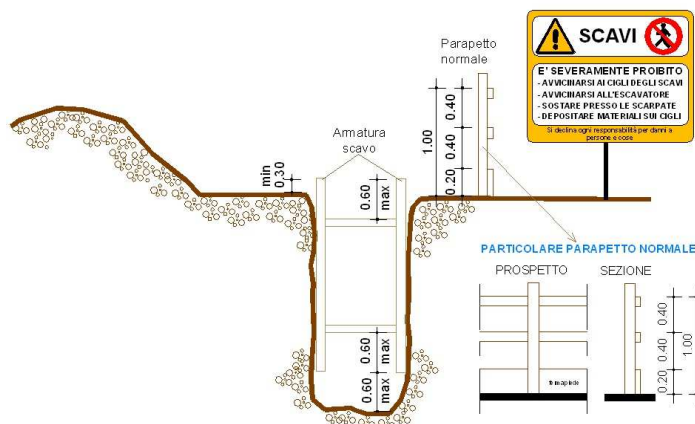 Parapetto
normale
SCAVI
E' SEVERAMENTE PROIBITO
- AVVICINARSI AI CIGLI DEGLI SCAVI
- AVVICINARSI ALL'ESCAVATORE
- SOSTARE PRESSO LE SCARPATE
- DEPOSITARE MATERIALI SUI CIGLI
Si declina ogni responsabilità per danni a
persone e cose
Armatura
scavo
min
0.30
0.60
max
1.00
0.40
0.40
0.20
0.60
max
0.60
max
PARTICOLARE PARAPETTO NORMALE
PROSPETTO
SEZIONE
0.40
0.40
0.20
1.00